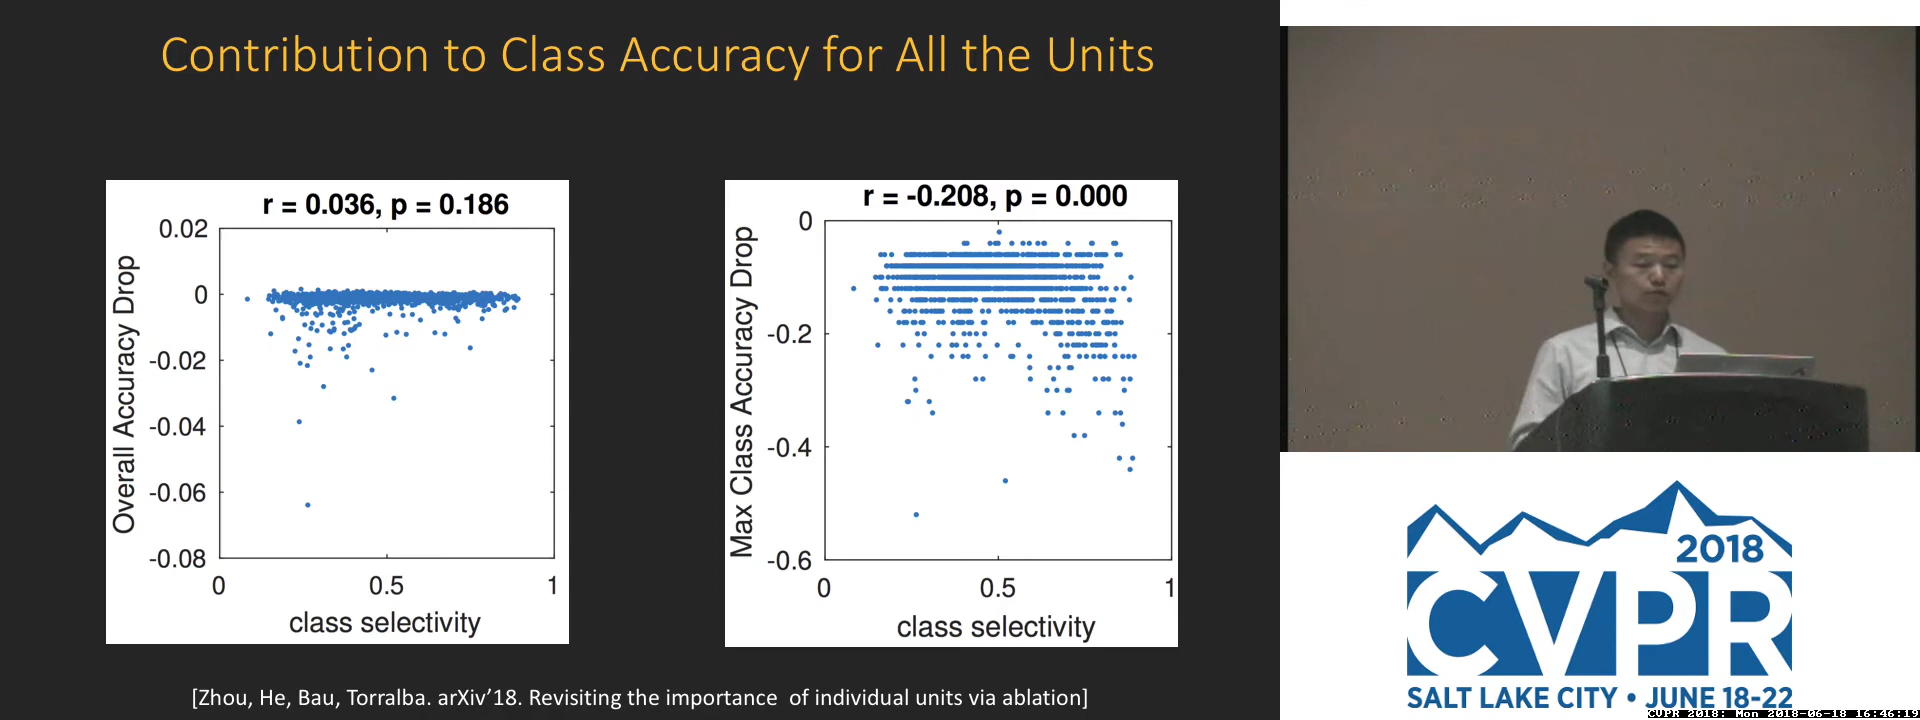 Contribution to Class Accuracy for All the Units
r = 0.036, p = 0.186
0.02
0
-0.02
-0.04
-0.06
-0.08
Overall Accuracy Drop
0 0.5 1
class selectivity
r = -0.208, p = 0.000
0
-0.2
-0.4
-0.6
Max Class Accuracy Drop
0 0.5 1
class selectivity
[Zhou, He, Bau, Torralba. arXiv'18. Revisiting the importance of individual units via ablation]
2018
CVPR
SALT LAKE CITY • JUNE 18-22
CVPR 2018: Mon 2018-06-18 16:46:19